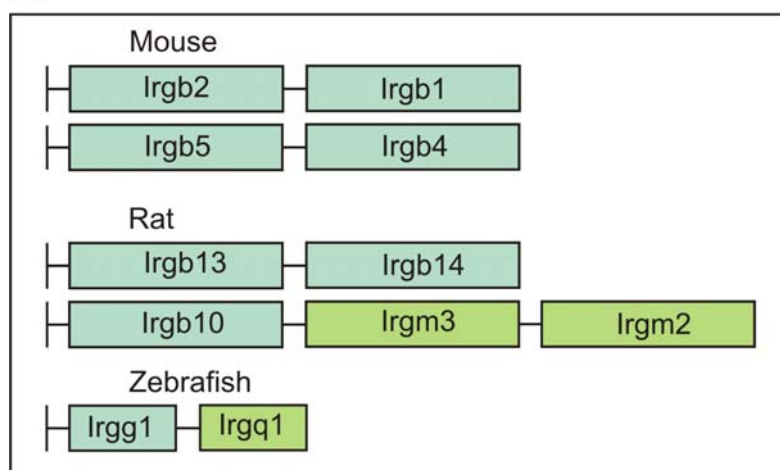 Mouse
Irgb2 Irgb1
Irgb5 Irgb4
Rat
Irgb13 Irgb14
Irgb10 Irgm3 Irgm2
Zebrafish
Irgg1 Irgq1